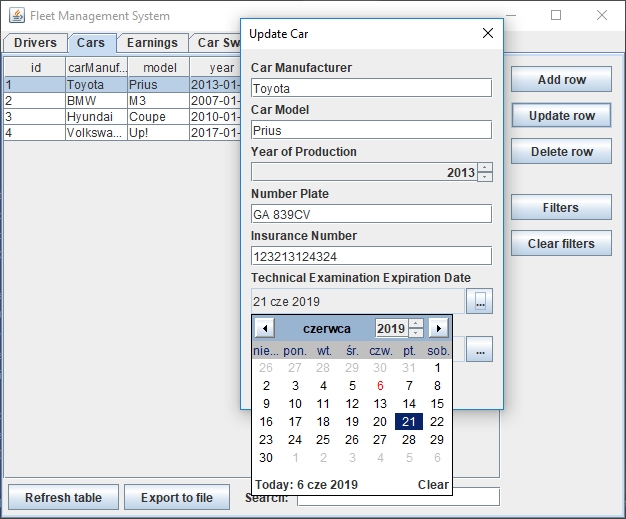 Fleet Management System
Drivers Cars Earnings Car Sw
id carManuf... model year
1 Toyota Prius 2013-01-
2 BMW M3 2007-01-
3 Hyundai Coupe 2010-01-
4 Volkswa... Up! 2017-01-
Update Car
Car Manufacturer
Toyota
Car Model
Prius
Year of Production
2013
Number Plate
GA 839CV
Insurance Number
123213124324
Technical Examination Expiration Date
21 cze 2019 ...
...
czerwca 2019
nie... pon. wt. śr. czw. pt. sob.
26 27 28 29 30 31 1
2 3 4 5 6 7 8
9 10 11 12 13 14 15
16 17 18 19 20 21 22
23 24 25 26 27 28 29
30 1 2 3 4 5 6
Today: 6 cze 2019 Clear
Add row
Update row
Delete row
Filters
Clear filters
Refresh table Export to file Search: